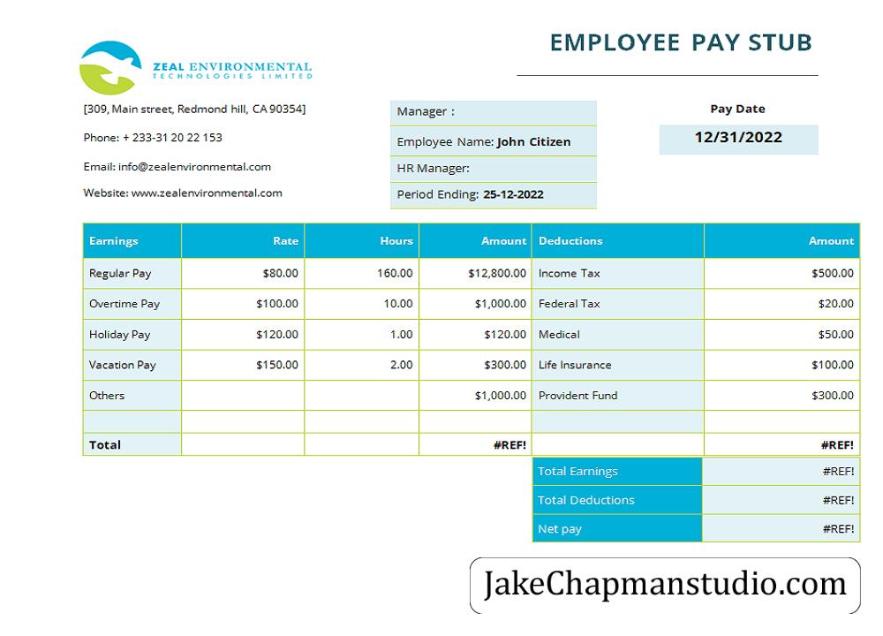 EMPLOYEE PAY STUB
ZEAL ENVIRONMENTAL
TECHNOLOGIES LIMITED
[309, Main street, Redmond hill, CA 90354]
Phone: + 233-31 20 22 153
Email: info@zealenvironmental.com
Website: www.zealenvironmental.com
Manager :
Employee Name: John Citizen
HR Manager:
Period Ending: 25-12-2022
Pay Date
12/31/2022
Earnings Rate Hours Amount Deductions Amount
Regular Pay $80.00 160.00 $12,800.00 Income Tax $500.00
Overtime Pay $100.00 10.00 $1,000.00 Federal Tax $20.00
Holiday Pay $120.00 1.00 $120.00 Medical $50.00
Vacation Pay $150.00 2.00 $300.00 Life Insurance $100.00
Others $1,000.00 Provident Fund $300.00
Total #REF! #REF!
Total Earnings #REF!
Total Deductions #REF!
Net pay #REF!
JakeChapmanstudio.com